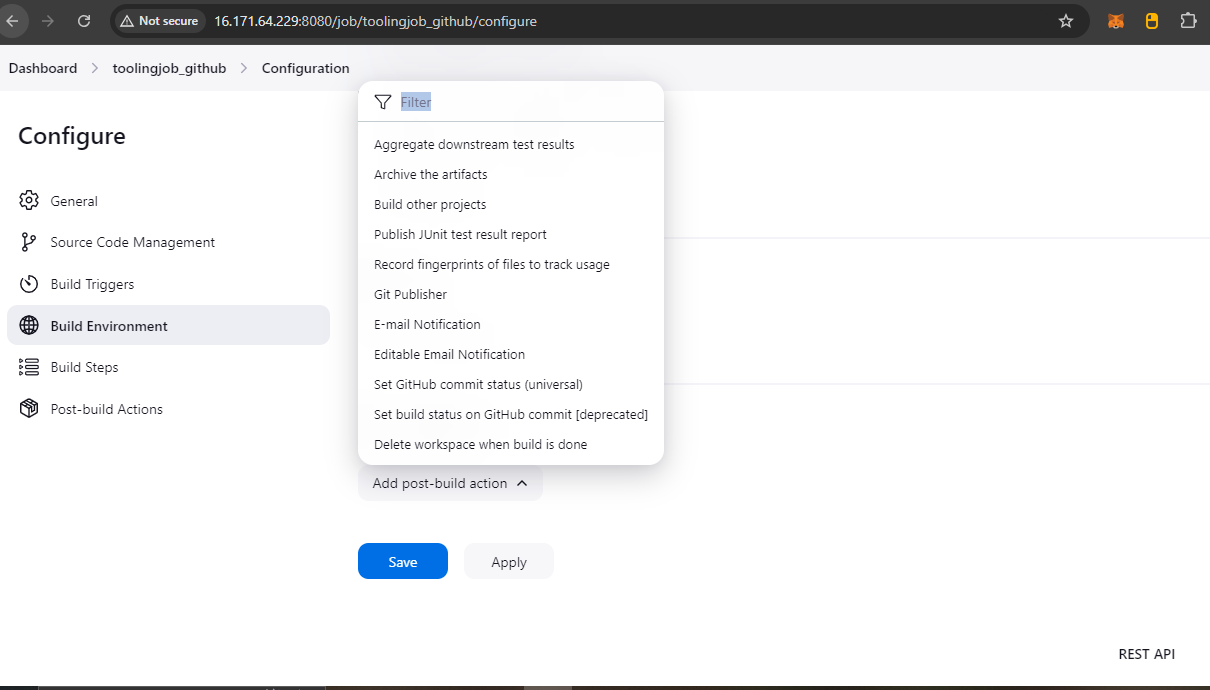 Not secure 16.171.64.229:8080/job/toolingjob_github/configure
Dashboard > toolingjob_github > Configuration
Configure
General
Source Code Management
Build Triggers
Build Environment
Build Steps
Post-build Actions
Filter
Aggregate downstream test results
Archive the artifacts
Build other projects
Publish JUnit test result report
Record fingerprints of files to track usage
Git Publisher
E-mail Notification
Editable Email Notification
Set GitHub commit status (universal)
Set build status on GitHub commit [deprecated]
Delete workspace when build is done
Add post-build action
Save Apply
REST API